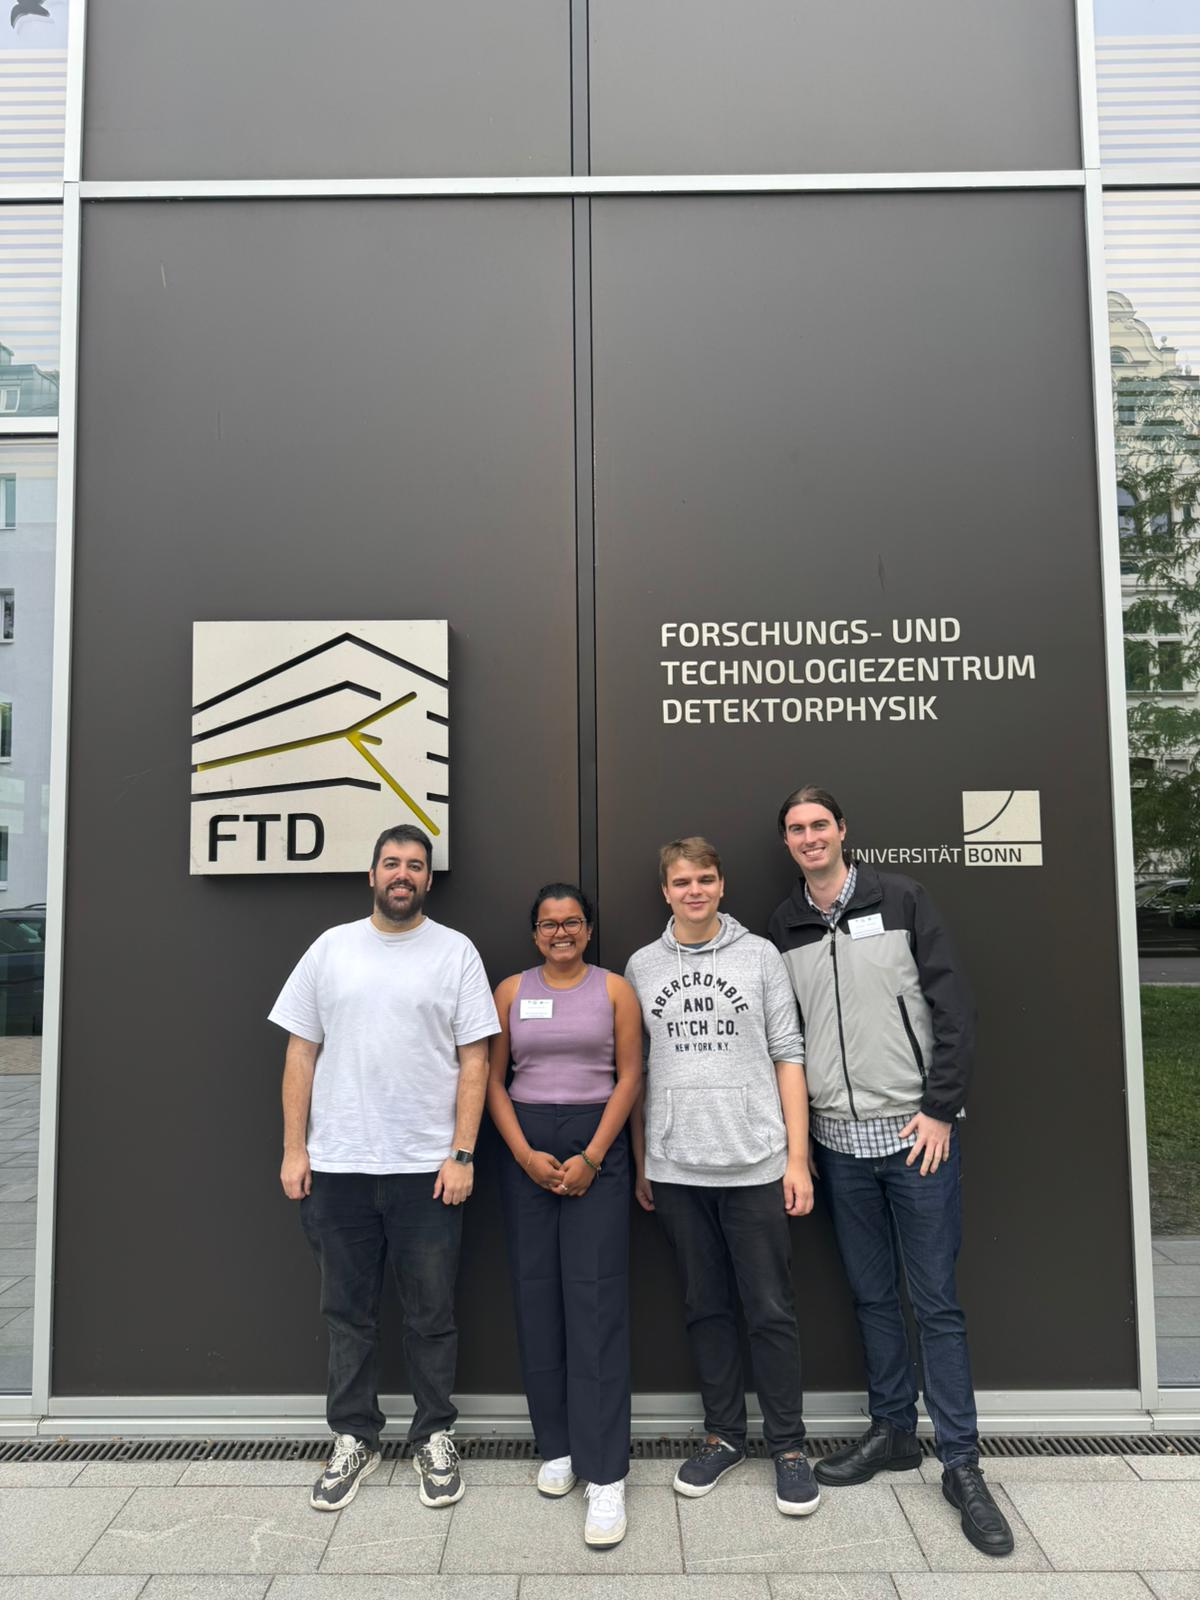 FTD
FORSCHUNGS- UND
TECHNOLOGIEZENTRUM
DETEKTORPHYSIK
UNIVERSITÄT BONN
ABERCROMBIE
AND
FITCH CO.
NEW YORK, N.Y.